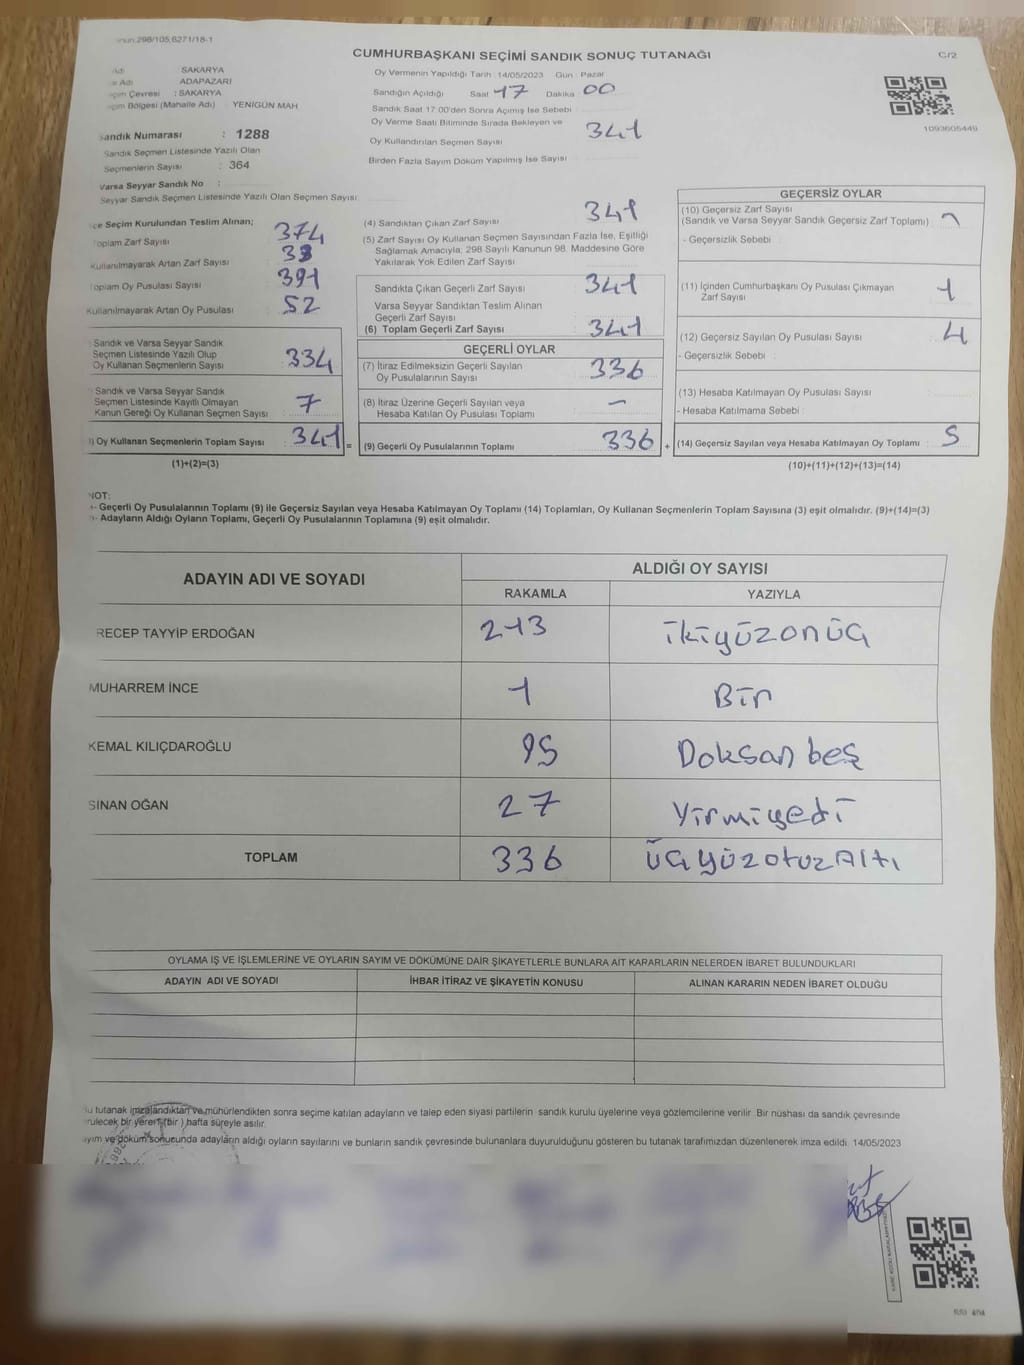 298/105,6271/18-1
CUMHURBAŞKANI SEÇİMİ SANDIK SONUÇ TUTANAĞI
C/2
Adı : SAKARYA
Adı : ADAPAZARI
Çevresi : SAKARYA
Bölgesi (Mahalle Adı) : YENİGÜN MAH
Sandık Numarası : 1288
Sandık Seçmen Listesinde Yazılı Olan
Seçmenlerin Sayısı : 364
Varsa Seyyar Sandık No :
Seyyar Sandık Seçmen Listesinde Yazılı Olan Seçmen Sayısı
Oy Vermenin Yapıldığı Tarih : 14/05/2023 Gün : Pazar
Sandığın Açıldığı Saat 17 Dakika 00
Sandık Saat 17:00'den Sonra Açımış İse Sebebi
Oy Verme Saati Bitiminde Sırada Bekleyen ve
Oy Kullandırılan Seçmen Sayısı 341
Birden Fazla Sayım Döküm Yapılmış İse Sayısı
1093605449
İlçe Seçim Kurulundan Teslim Alınan;
Toplam Zarf Sayısı 374
Kullanılmayarak Artan Zarf Sayısı 33
Toplam Oy Pusulası Sayısı 391
Kullanılmayarak Artan Oy Pusulası 52
Sandık ve Varsa Seyyar Sandık
Seçmen Listesinde Yazılı Olup
Oy Kullanan Seçmenlerin Sayısı 334
Sandık ve Varsa Seyyar Sandık
Seçmen Listesinde Kayıtlı Olmayan
Kanun Gereği Oy Kullanan Seçmen Sayısı 7
Oy Kullanan Seçmenlerin Toplam Sayısı : 341 =
(1)+(2)=(3)
(4) Sandıktan Çıkan Zarf Sayısı 341
(5) Zarf Sayısı Oy Kullanan Seçmen Sayısından Fazla İse, Eşitliği
Sağlamak Amacıyla, 298 Sayılı Kanunun 98. Maddesine Göre
Yakılarak Yok Edilen Zarf Sayısı
Sandıkta Çıkan Geçerli Zarf Sayısı 341
Varsa Seyyar Sandıktan Teslim Alınan
Geçerli Zarf Sayısı
(6) Toplam Geçerli Zarf Sayısı 341
GEÇERLİ OYLAR
(7) İtiraz Edilmeksizin Geçerli Sayılan
Oy Pusulalarının Sayısı 336
(8) İtiraz Üzerine Geçerli Sayılan veya
Hesaba Katılan Oy Pusulası Toplamı –
(9) Geçerli Oy Pusulalarının Toplamı 336 +
GEÇERSİZ OYLAR
(10) Geçersiz Zarf Sayısı
(Sandık ve Varsa Seyyar Sandık Geçersiz Zarf Toplamı) :
- Geçersizlik Sebebi :
(11) İçinden Cumhurbaşkanı Oy Pusulası Çıkmayan
Zarf Sayısı 1
(12) Geçersiz Sayılan Oy Pusulası Sayısı 4
- Geçersizlik Sebebi :
(13) Hesaba Katılmayan Oy Pusulası Sayısı
- Hesaba Katılmama Sebebi :
(14) Geçersiz Sayılan veya Hesaba Katılmayan Oy Toplamı : 5
(10)+(11)+(12)+(13)=(14)
NOT:
- Geçerli Oy Pusulalarının Toplamı (9) ile Geçersiz Sayılan veya Hesaba Katılmayan Oy Toplamı (14) Toplamları, Oy Kullanan Seçmenlerin Toplam Sayısına (3) eşit olmalıdır. (9)+(14)=(3)
- Adayların Aldığı Oyların Toplamı, Geçerli Oy Pusulalarının Toplamına (9) eşit olmalıdır.
ADAYIN ADI VE SOYADI
ALDIĞI OY SAYISI
RAKAMLA YAZIYLA
RECEP TAYYİP ERDOĞAN 213 ikiyüzonüç
MUHARREM İNCE 1 Bir
KEMAL KILIÇDAROĞLU 95 Doksan beş
SİNAN OĞAN 27 Yirmiyedi
TOPLAM 336 üçyüzotuzAltı
OYLAMA İŞ VE İŞLEMLERİNE VE OYLARIN SAYIM VE DÖKÜMÜNE DAİR ŞİKAYETLERLE BUNLARA AİT KARARLARIN NELERDEN İBARET BULUNDUKLARI
ADAYIN ADI VE SOYADI İHBAR İTİRAZ VE ŞİKAYETİN KONUSU ALINAN KARARIN NEDEN İBARET OLDUĞU
Bu tutanak imzalandıktan ve mühürlendikten sonra seçime katılan adayların ve talep eden siyasi partilerin sandık kurulu üyelerine veya gözlemcilerine verilir. Bir nüshası da sandık çevresinde
bir yere 1 (bir) hafta süreyle asılır.
Sayım ve döküm sonucunda adayların aldığı oyların sayılarını ve bunların sandık çevresinde bulunanlara duyurulduğunu gösteren bu tutanak tarafımızdan düzenlenerek imza edildi. 14/05/2023